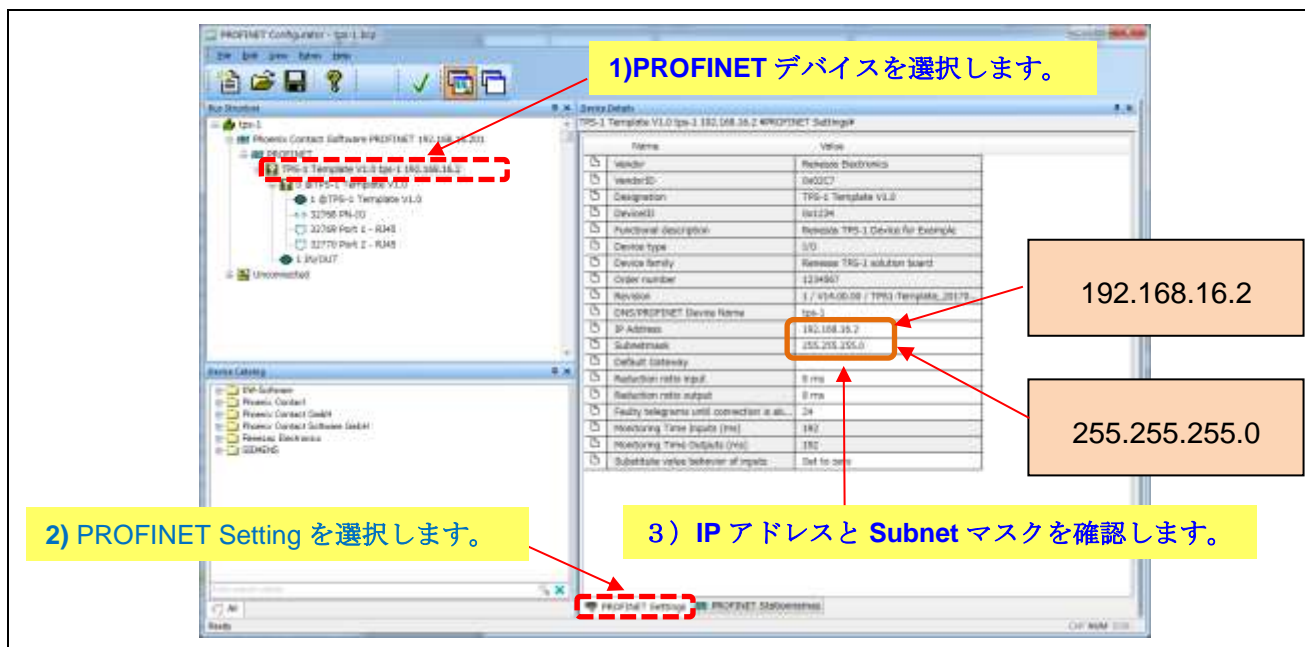 PROFINET Configurator - tps-1.bcp
1)PROFINET デバイスを選択します。
Bus Structure
tps-1
Phoenix Contact Software PROFINET 192.168.16.201
PROFINET
TPS-1 Template V1.0 tps-1 192.168.16.2
0 @TPS-1 Template V1.0
1 @TPS-1 Template V1.0
32768 PN-IO
32769 Port 1 - RJ45
32770 Port 2 - RJ45
1 IN/OUT
Unconnected
Device Catalog
Phoenix Contact
Phoenix Contact GmbH
Phoenix Contact Software GmbH
Renesas Electronics
SIEMENS
All
Ready
Device Details
TPS-1 Template V1.0 tps-1 192.168.16.2 #PROFINET Settings#
Name Value
Vendor Renesas Electronics
VendorID
Designation TPS-1 Template V1.0
DeviceID 0x1234
Functional description Renesas TPS-1 Device for Example
Device type I/O
Device family Renesas TPS-1 solution board
Order number 1234567
Revision
DNS/PROFINET Device Name tps-1
IP Address 192.168.16.2
Subnetmask 255.255.255.0
Default Gateway
Reduction ratio input 8 ms
Reduction ratio output 8 ms
Faulty telegrams until connection is ab... 24
Monitoring Time Inputs (ms) 192
Monitoring Time Outputs (ms) 192
Substitute value behavior of inputs Set to zero
192.168.16.2
255.255.255.0
2) PROFINET Setting を選択します。
３）IP アドレスと Subnet マスクを確認します。
PROFINET Settings PROFINET Stationnames
NUM